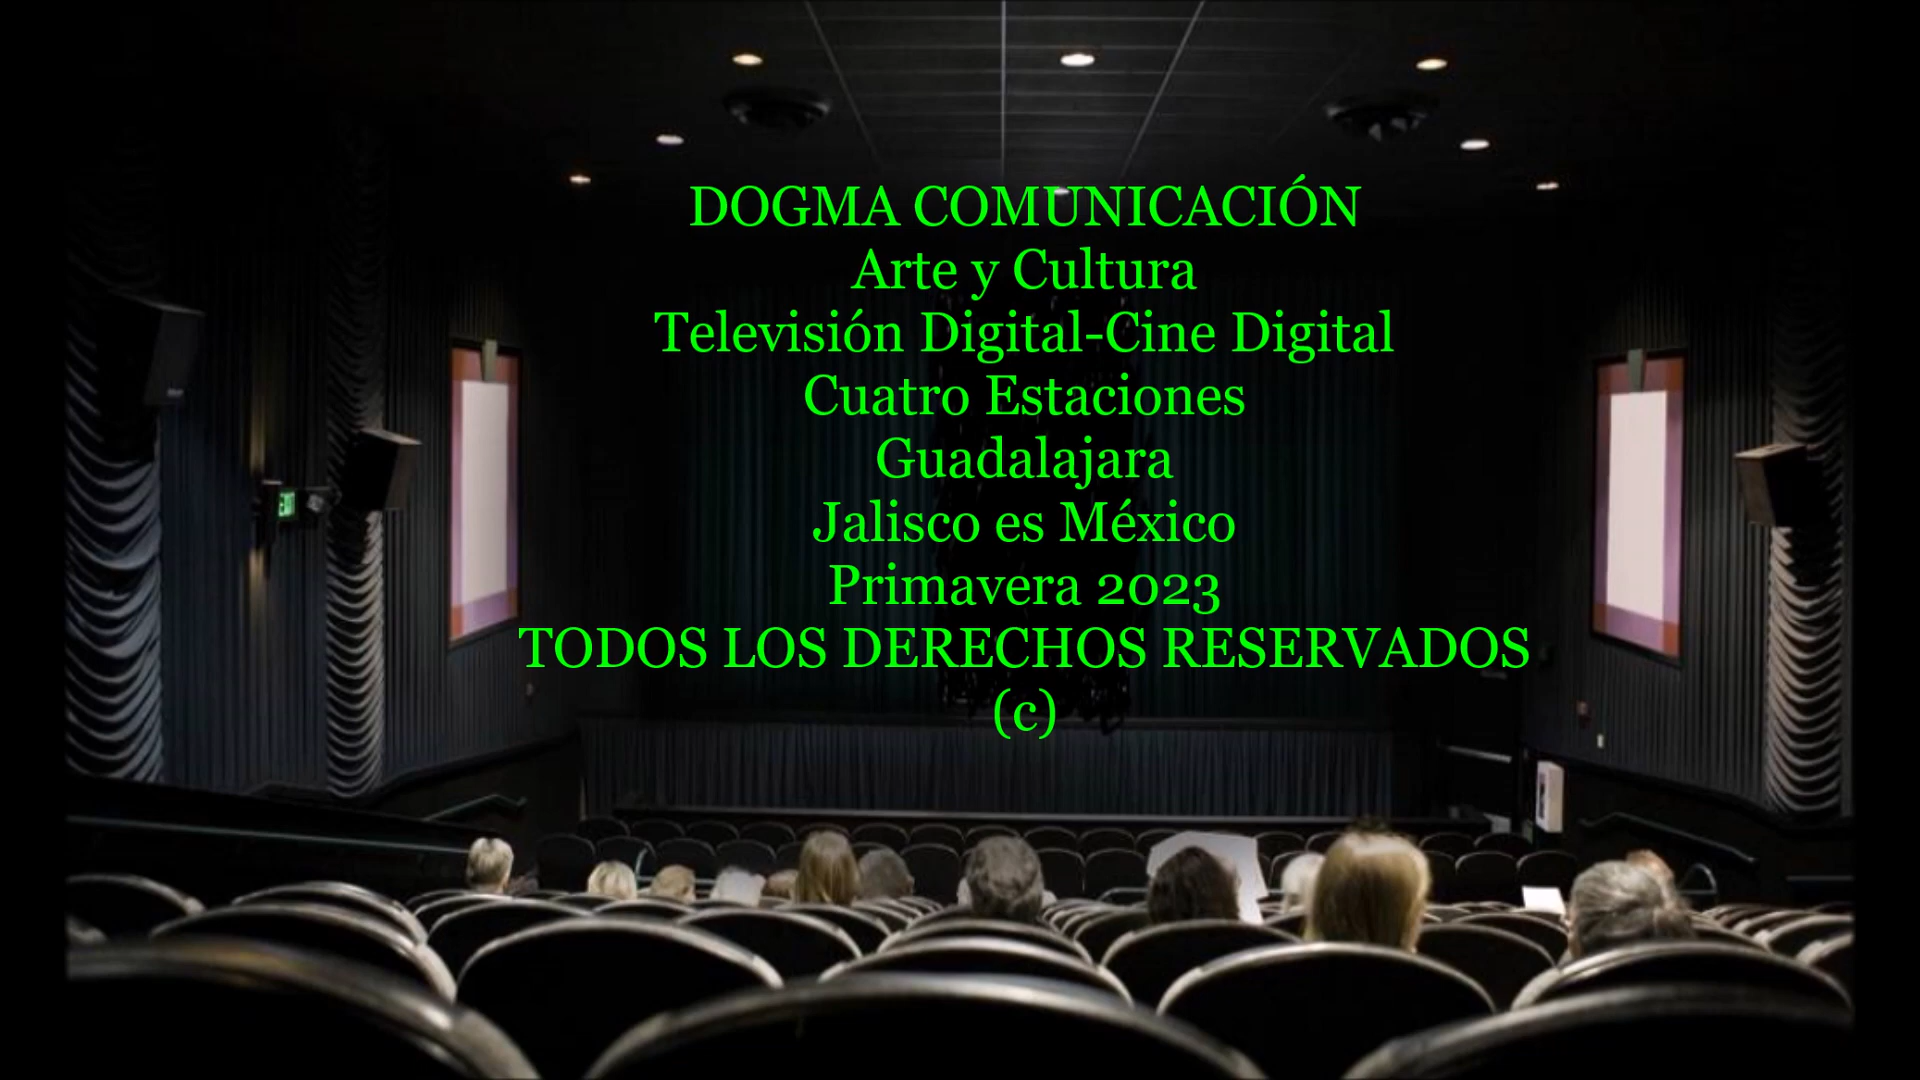 DOGMA COMUNICACIÓN
Arte y Cultura
Televisión Digital-Cine Digital
Cuatro Estaciones
Guadalajara
Jalisco es México
Primavera 2023
TODOS LOS DERECHOS RESERVADOS
(c)
EXIT